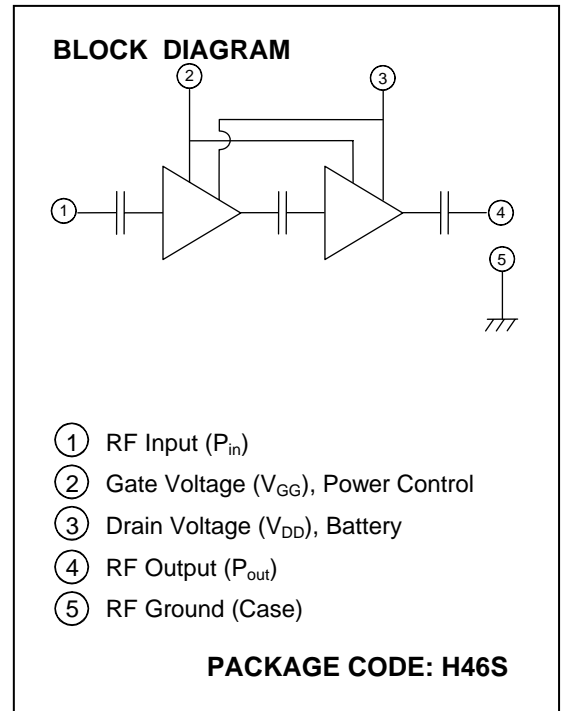 BLOCK DIAGRAM
2 3
1 4
5
1 RF Input (Pin)
2 Gate Voltage (VGG), Power Control
3 Drain Voltage (VDD), Battery
4 RF Output (Pout)
5 RF Ground (Case)
PACKAGE CODE: H46S